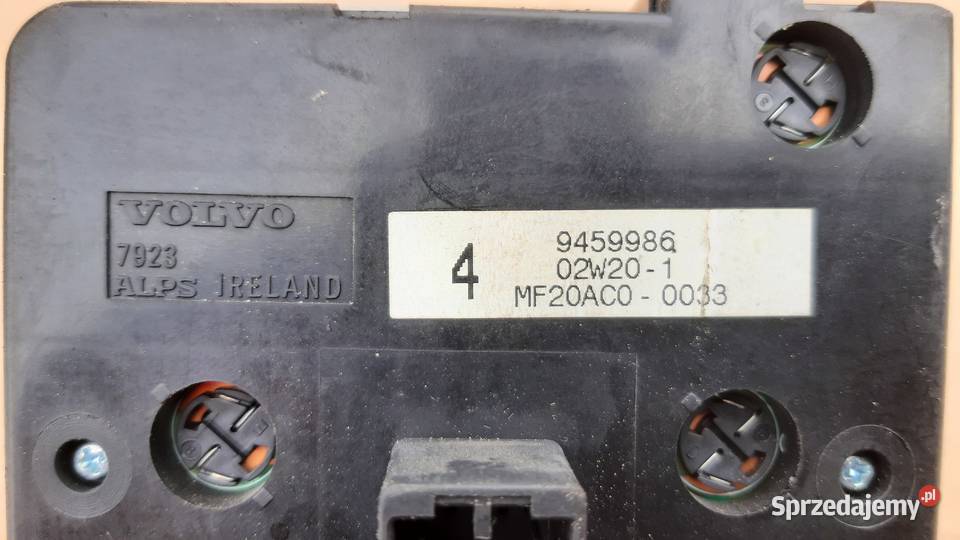 VOLVO
7923
ALPS IRELAND
4
9459986
02W20-1
MF20AC0-0033
Sprzedajemy.pl